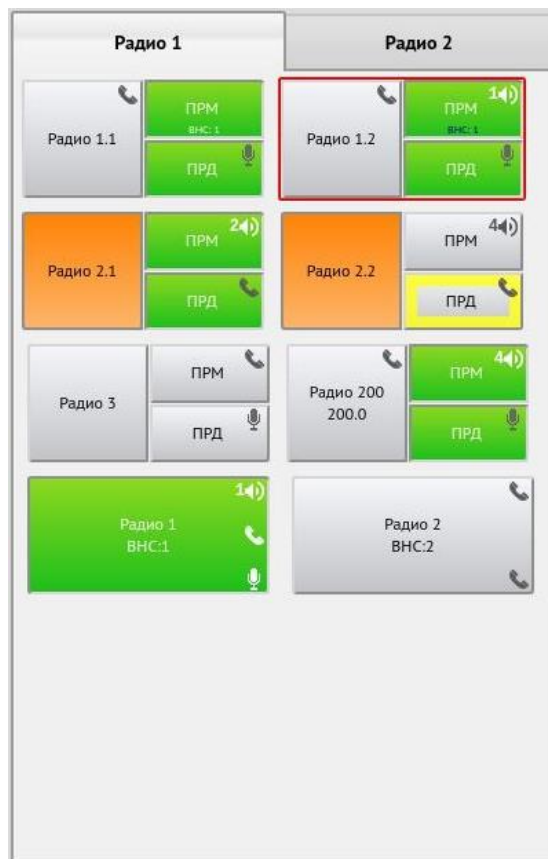 Радио 1
Радио 2
Радио 1.1
ПРМ
ВНС: 1
ПРД
Радио 1.2
1
ПРМ
ВНС: 1
ПРД
Радио 2.1
2
ПРМ
ПРД
Радио 2.2
4
ПРМ
ПРД
Радио 3
ПРМ
ПРД
Радио 200
200.0
4
ПРМ
ПРД
1
Радио 1
ВНС:1
Радио 2
ВНС:2